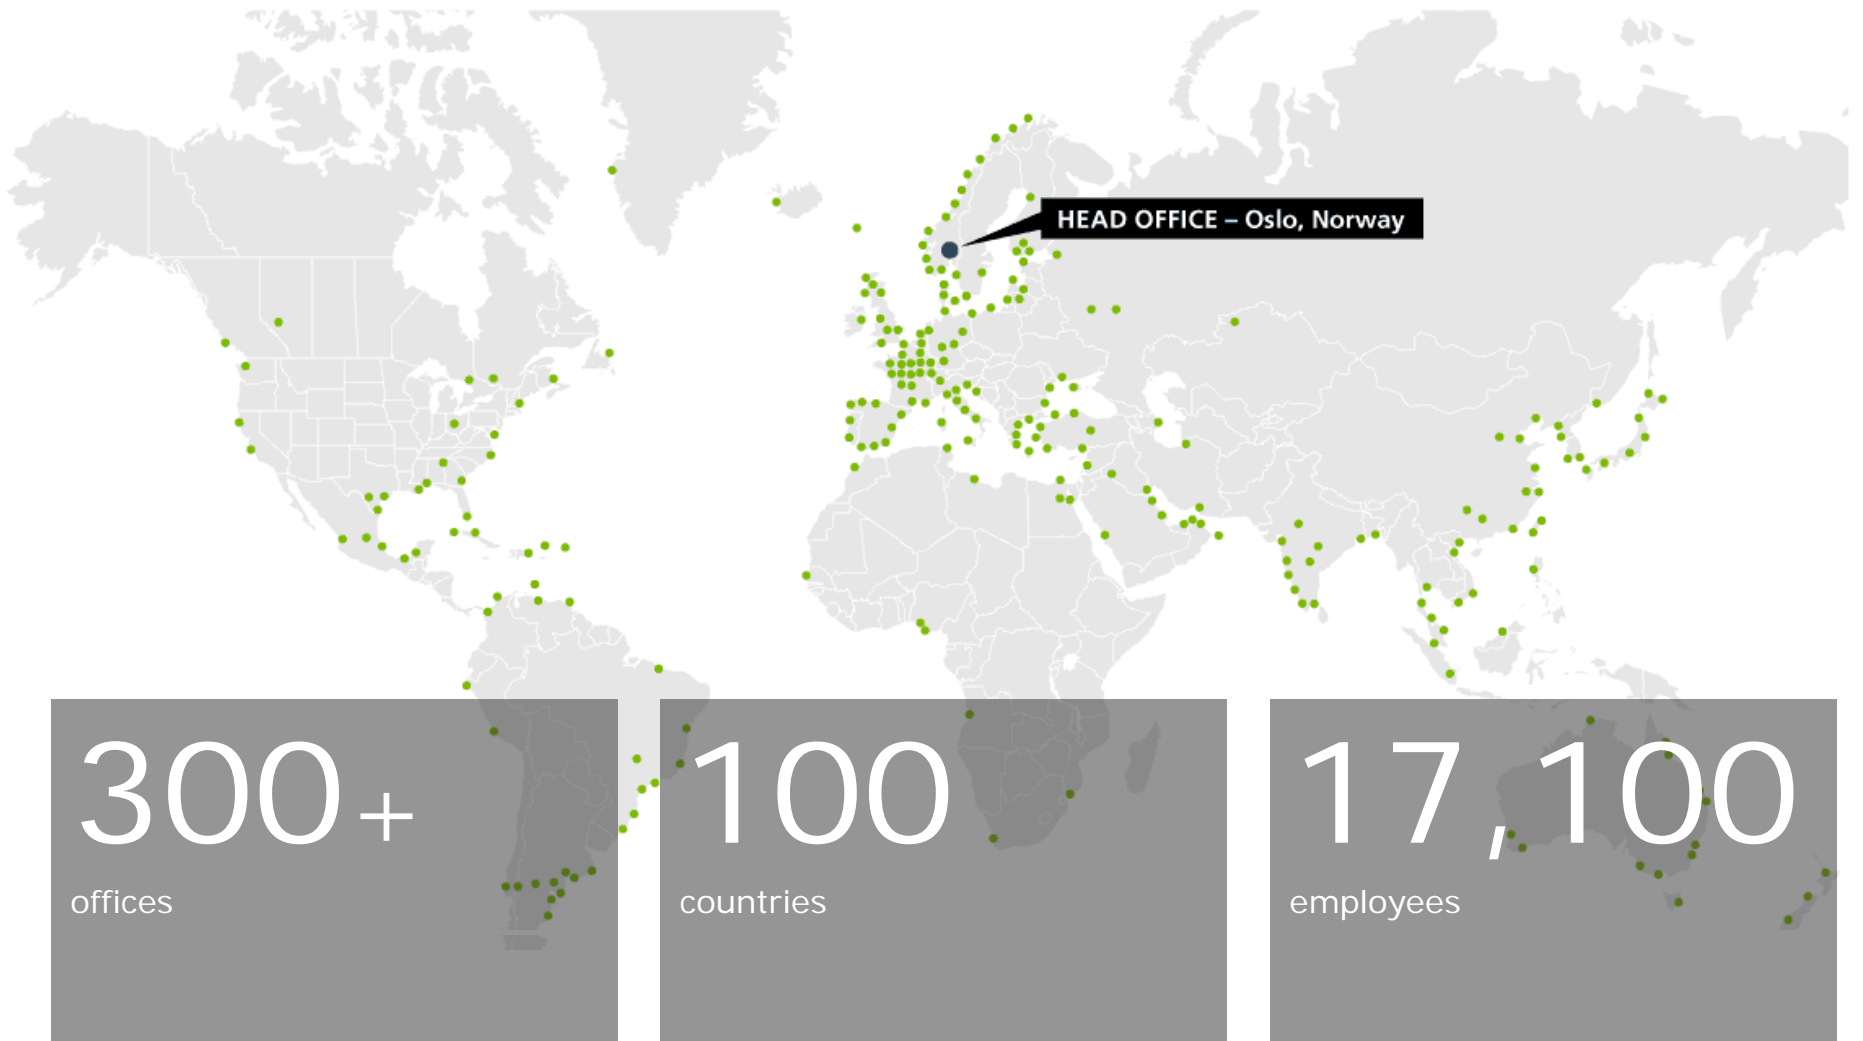 HEAD OFFICE – Oslo, Norway
300+
offices
100
countries
17,100
employees